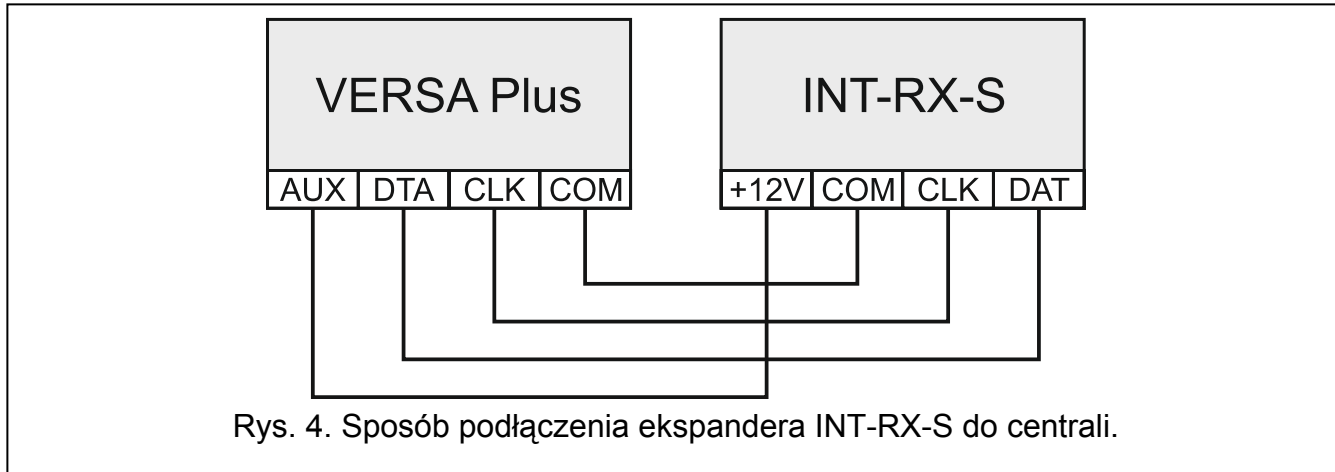 VERSA Plus INT-RX-S
AUX DTA CLK COM +12V COM CLK DAT
Rys. 4. Sposób podłączenia ekspandera INT-RX-S do centrali.